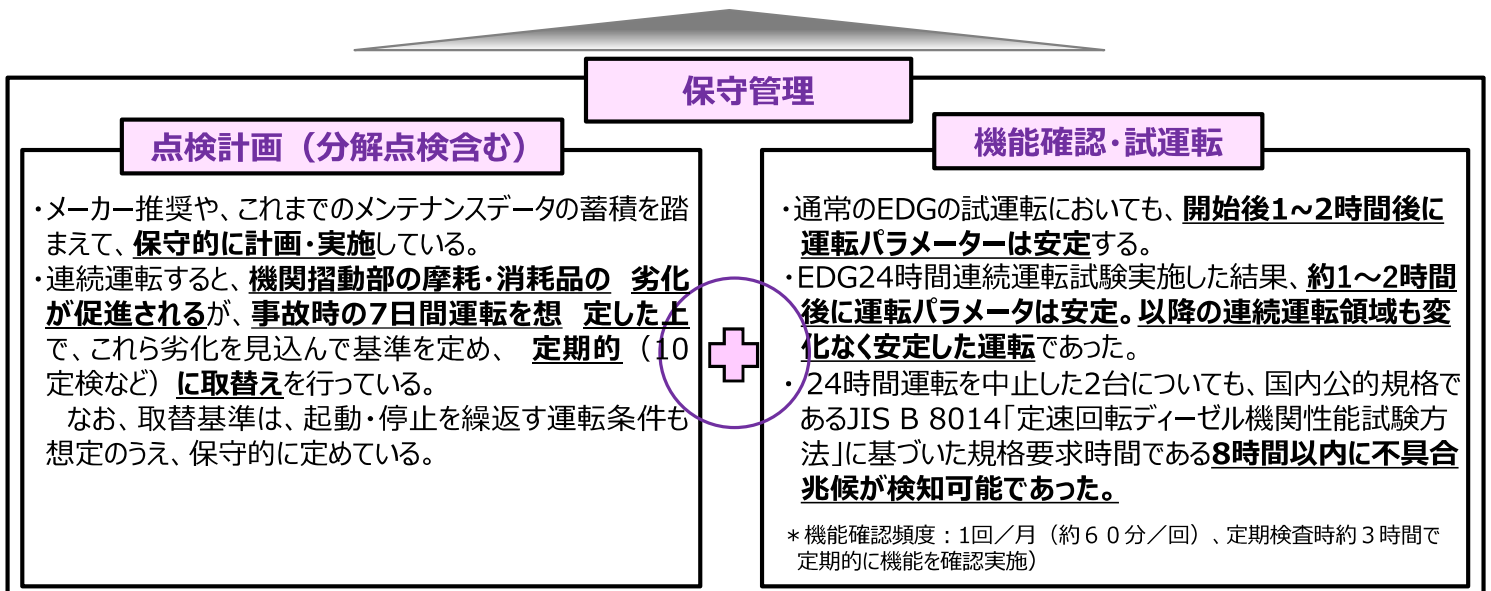 保守管理
点検計画（分解点検含む）
・メーカー推奨や、これまでのメンテナンスデータの蓄積を踏
まえて、保守的に計画・実施している。
・連続運転すると、機関摺動部の摩耗・消耗品の 劣化
が促進されるが、事故時の7日間運転を想 定した上
で、これら劣化を見込んで基準を定め、 定期的（10
定検など）に取替えを行っている。
なお、取替基準は、起動・停止を繰返す運転条件も
想定のうえ、保守的に定めている。
機能確認・試運転
・通常のEDGの試運転においても、開始後1~2時間後に
運転パラメーターは安定する。
・EDG24時間連続運転試験実施した結果、約1～2時間
後に運転パラメータは安定。以降の連続運転領域も変
化なく安定した運転であった。
・ 24時間運転を中止した2台についても、国内公的規格で
あるJIS B 8014「定速回転ディーゼル機関性能試験方
法」に基づいた規格要求時間である8時間以内に不具合
兆候が検知可能であった。
＊機能確認頻度：1回／月（約６０分／回）、定期検査時約３時間で
定期的に機能を確認実施）